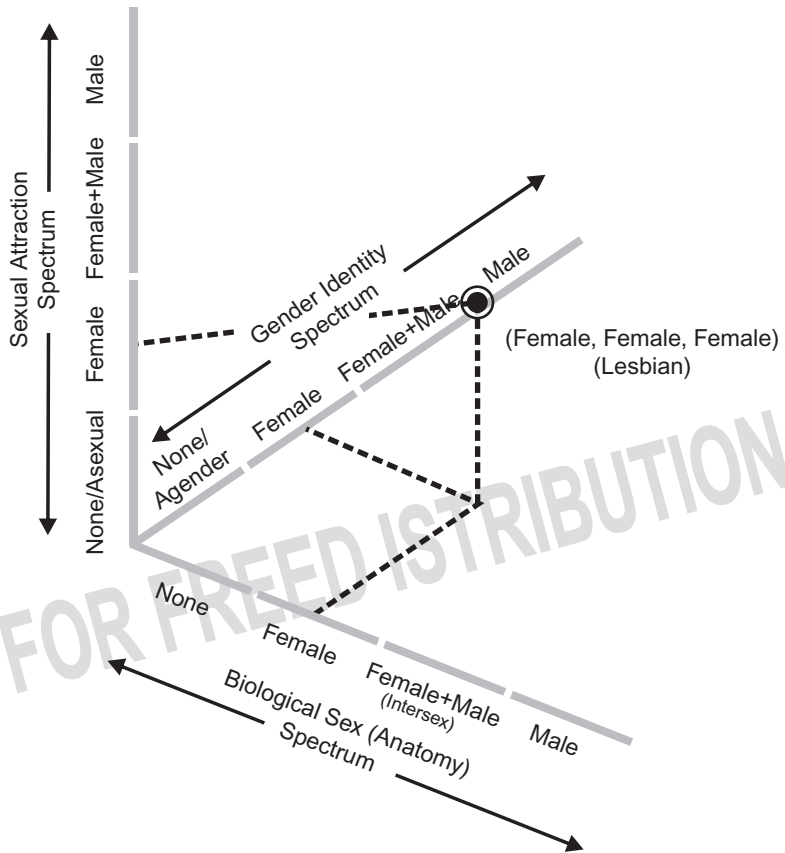 Sexual Attraction
Spectrum
None/Asexual
Female
Female+Male
Male
Gender Identity
Spectrum
None/
Agender
Female
Female+Male
Male
(Female, Female, Female)
(Lesbian)
FOR FREED ISTRIBUTION
None
Female
Female+Male
(Intersex)
Male
Biological Sex (Anatomy)
Spectrum